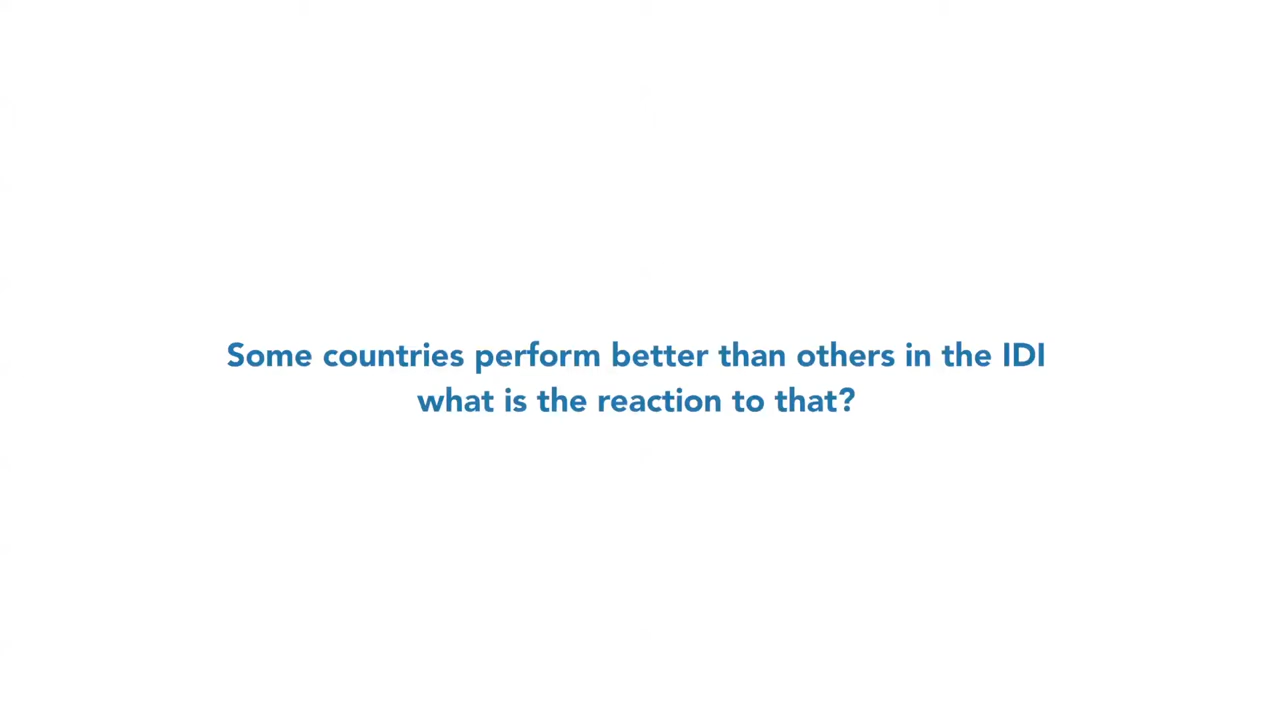 Some countries perform better than others in the IDI
what is the reaction to that?